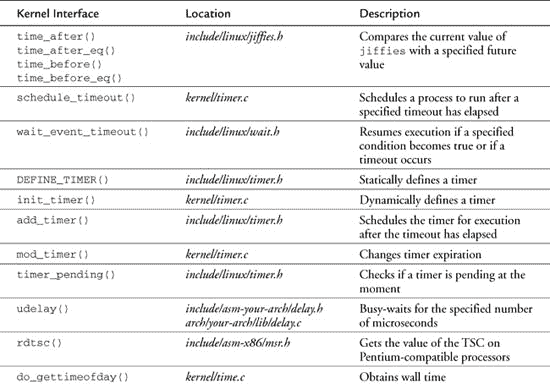 Kernel Interface Location Description
time_after() include/linux/jiffies.h Compares the current value of
time_after_eq() jiffies with a specified future
time_before() value
time_before_eq()
schedule_timeout() kernel/timer.c Schedules a process to run after a
specified timeout has elapsed
wait_event_timeout() include/linux/wait.h Resumes execution if a specified
condition becomes true or if a
timeout occurs
DEFINE_TIMER() include/linux/timer.h Statically defines a timer
init_timer() kernel/timer.c Dynamically defines a timer
add_timer() include/linux/timer.h Schedules the timer for execution
after the timeout has elapsed
mod_timer() kernel/timer.c Changes timer expiration
timer_pending() include/linux/timer.h Checks if a timer is pending at the
moment
udelay() include/asm-your-arch/delay.h Busy-waits for the specified number
arch/your-arch/lib/delay.c of microseconds
rdtsc() include/asm-x86/msr.h Gets the value of the TSC on
Pentium-compatible processors
do_gettimeofday() kernel/time.c Obtains wall time